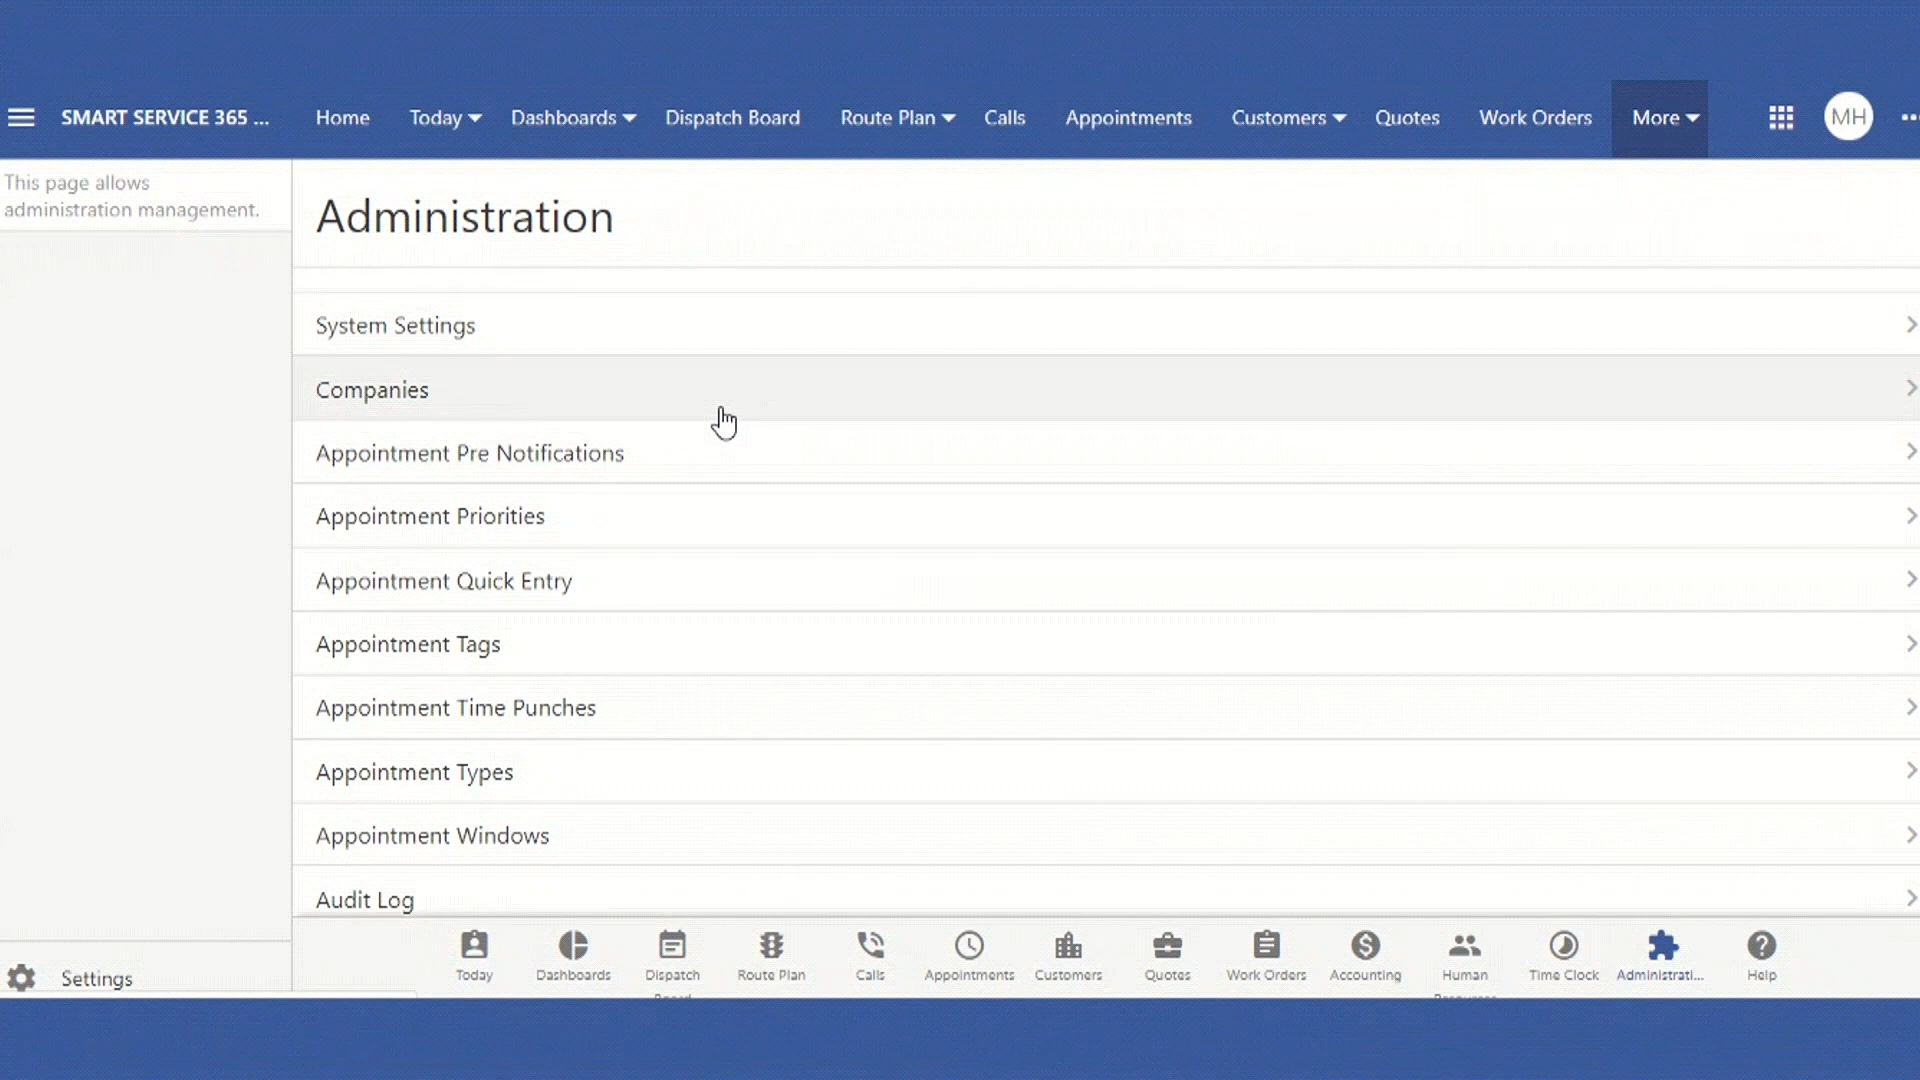 SMART SERVICE 365 ...
Home
Today
Dashboards
Dispatch Board
Route Plan
Calls
Appointments
Customers
Quotes
Work Orders
More
MH
This page allows
administration management.
Administration
System Settings
Companies
Appointment Pre Notifications
Appointment Priorities
Appointment Quick Entry
Appointment Tags
Appointment Time Punches
Appointment Types
Appointment Windows
Audit Log
Settings
Today
Dashboards
Dispatch
Route Plan
Calls
Appointments
Customers
Quotes
Work Orders
Accounting
Human
Time Clock
Administrati...
Help